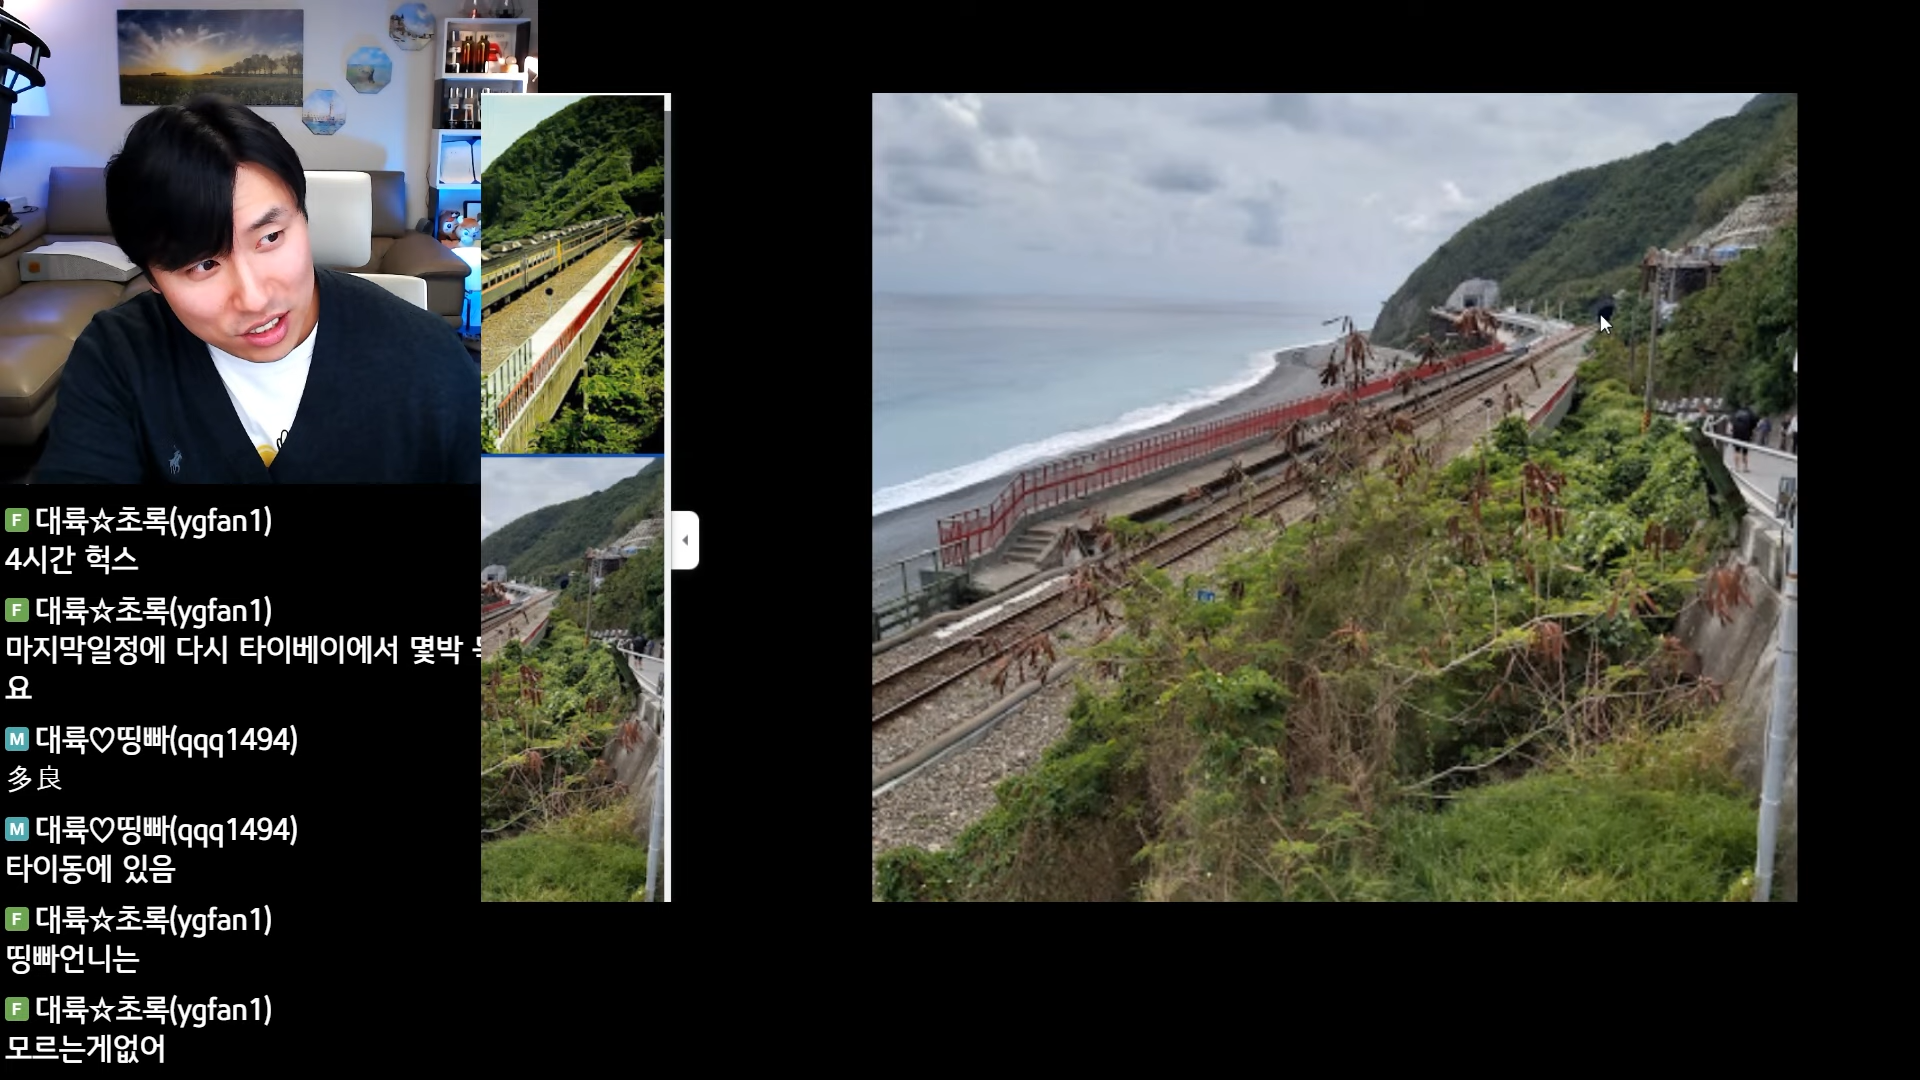 F 대륙☆초록(ygfan1)
4시간 헉스
F 대륙☆초록(ygfan1)
마지막일정에 다시 타이베이에서 몇박
요
M 대륙♡띵빠(qqq1494)
多良
M 대륙♡띵빠(qqq1494)
타이동에 있음
F 대륙☆초록(ygfan1)
띵빠언니는
F 대륙☆초록(ygfan1)
모르는게없어